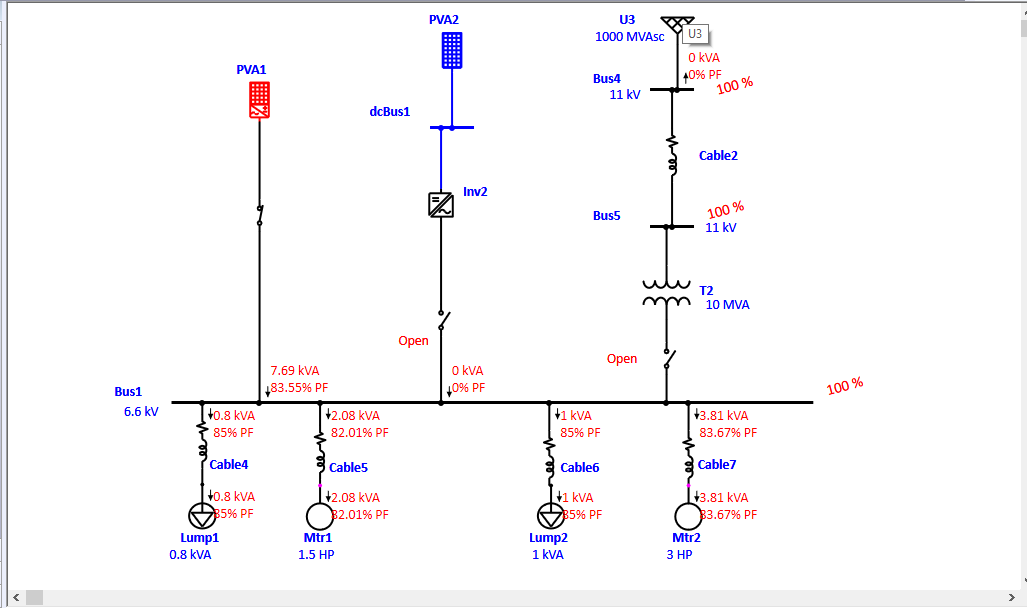 PVA2
U3
1000 MVAsc
U3
0 kVA
0% PF
100 %
Bus4
11 kV
PVA1
dcBus1
Cable2
Inv2
Bus5
100 %
11 kV
T2
10 MVA
Open
Open
7.69 kVA
83.55% PF
0 kVA
0% PF
100 %
Bus1
6.6 kV
0.8 kVA
85% PF
2.08 kVA
82.01% PF
1 kVA
85% PF
3.81 kVA
83.67% PF
Cable4
Cable5
Cable6
Cable7
0.8 kVA
85% PF
2.08 kVA
82.01% PF
1 kVA
85% PF
3.81 kVA
83.67% PF
Lump1
0.8 kVA
Mtr1
1.5 HP
Lump2
1 kVA
Mtr2
3 HP